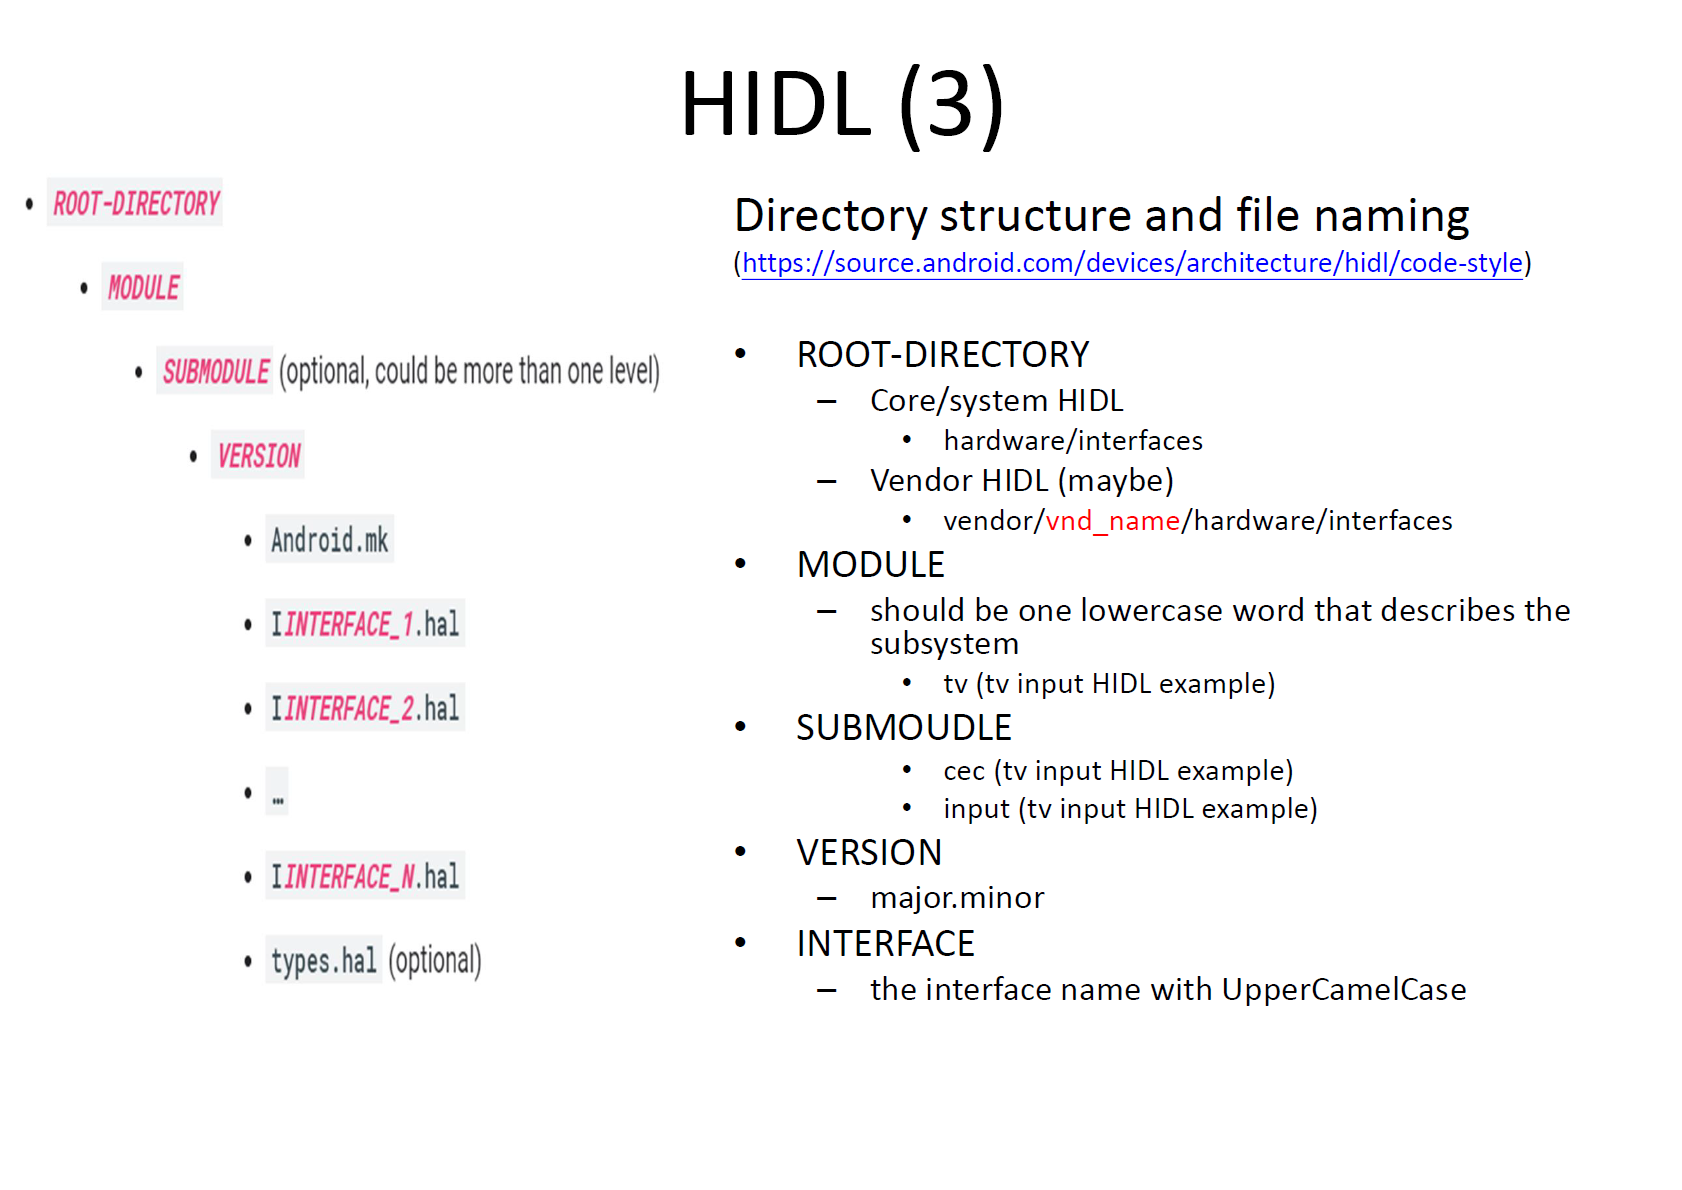 HIDL (3)
• ROOT-DIRECTORY
• MODULE
• SUBMODULE (optional, could be more than one level)
• VERSION
• Android.mk
• IINTERFACE_1.hal
• IINTERFACE_2.hal
• …
• IINTERFACE_N.hal
• types.hal (optional)
Directory structure and file naming
(https://source.android.com/devices/architecture/hidl/code-style)
• ROOT-DIRECTORY
– Core/system HIDL
• hardware/interfaces
– Vendor HIDL (maybe)
• vendor/vnd_name/hardware/interfaces
• MODULE
– should be one lowercase word that describes the
subsystem
• tv (tv input HIDL example)
• SUBMOUDLE
• cec (tv input HIDL example)
• input (tv input HIDL example)
• VERSION
– major.minor
• INTERFACE
– the interface name with UpperCamelCase